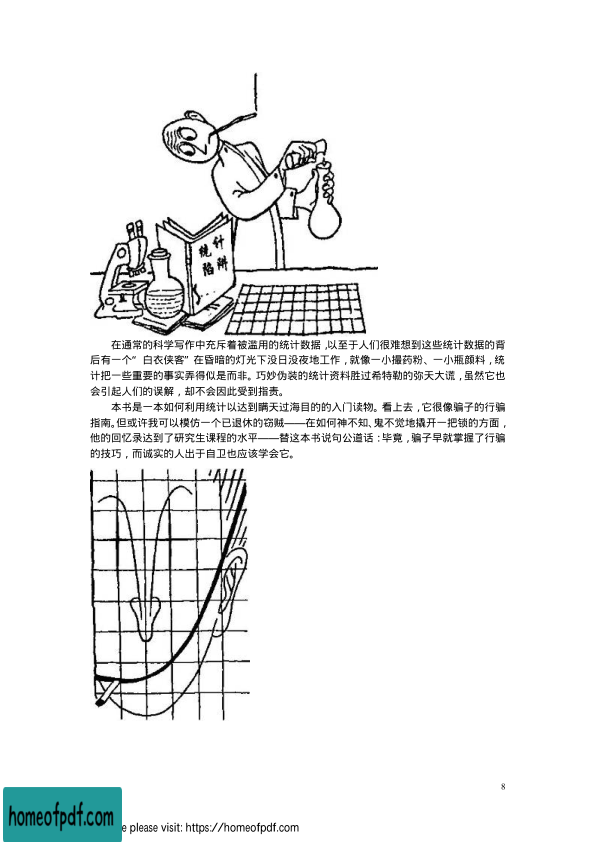 统计
陷阱
在通常的科学写作中充斥着被滥用的统计数据，以至于人们很难想到这些统计数据的背
后有一个“白衣侠客”在昏暗的灯光下没日没夜地工作，就像一小撮药粉、一小瓶颜料，统
计把一些重要的事实弄得似是而非。巧妙伪装的统计资料胜过希特勒的弥天大谎，虽然它也
会引起人们的误解，却不会因此受到指责。
本书是一本如何利用统计以达到瞒天过海目的的入门读物。看上去，它很像骗子的行骗
指南。但或许我可以模仿一个已退休的窃贼——在如何神不知、鬼不觉地撬开一把锁的方面，
他的回忆录达到了研究生课程的水平——替这本书说句公道话：毕竟，骗子早就掌握了行骗
的技巧，而诚实的人出于自卫也应该学会它。
8
homeofpdf.com
e please visit: https://homeofpdf.com